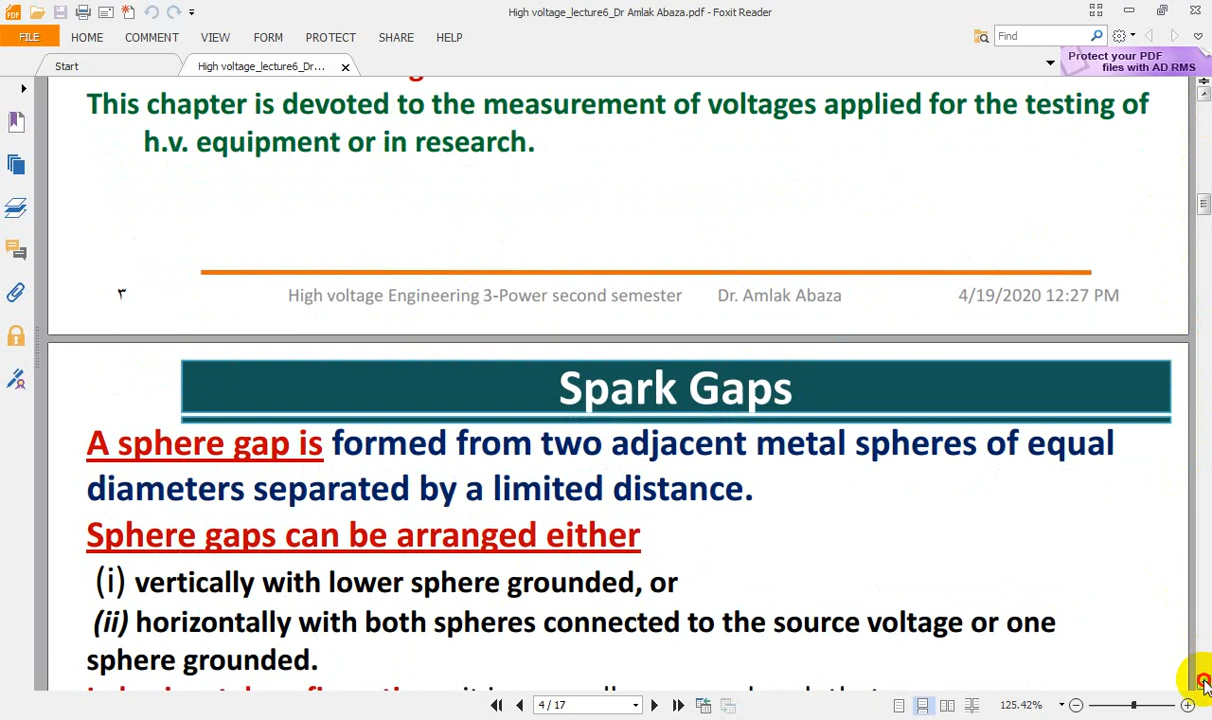 High voltage_lecture6_Dr Amlak Abaza.pdf - Foxit Reader
FILE
HOME
COMMENT
VIEW
FORM
PROTECT
SHARE
HELP
Find
Start
High voltage_lecture6_Dr...
Protect your PDF
files with AD RMS
This chapter is devoted to the measurement of voltages applied for the testing of
h.v. equipment or in research.
٣
High voltage Engineering 3-Power second semester
Dr. Amlak Abaza
4/19/2020 12:27 PM
Spark Gaps
A sphere gap is formed from two adjacent metal spheres of equal
diameters separated by a limited distance.
Sphere gaps can be arranged either
(i) vertically with lower sphere grounded, or
(ii) horizontally with both spheres connected to the source voltage or one
sphere grounded.
4 / 17
125.42%